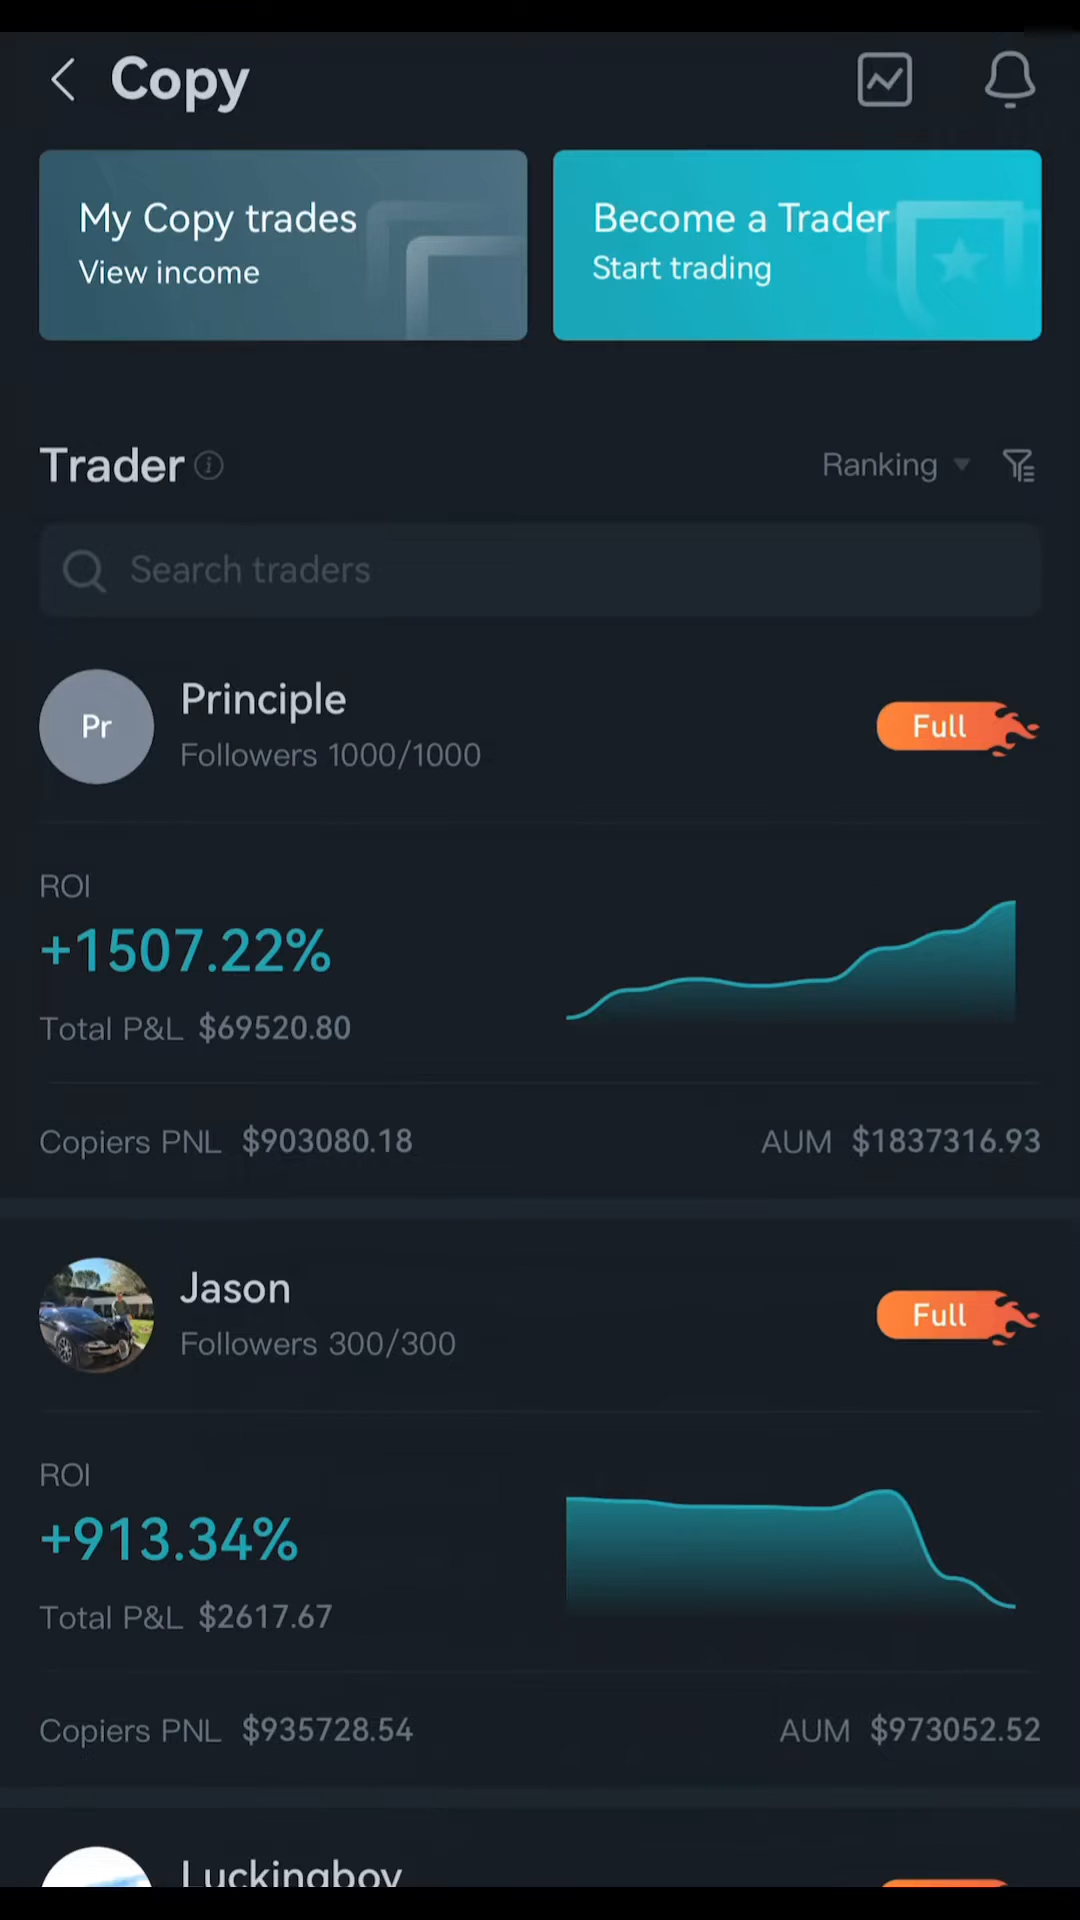 Copy
My Copy trades
View income
Become a Trader
Start trading
Trader
Ranking
Search traders
Pr
Principle
Followers 1000/1000
Full
ROI
+1507.22%
Total P&L $69520.80
Copiers PNL $903080.18
AUM $1837316.93
Jason
Followers 300/300
Full
ROI
+913.34%
Total P&L $2617.67
Copiers PNL $935728.54
AUM $973052.52
Luckingboy